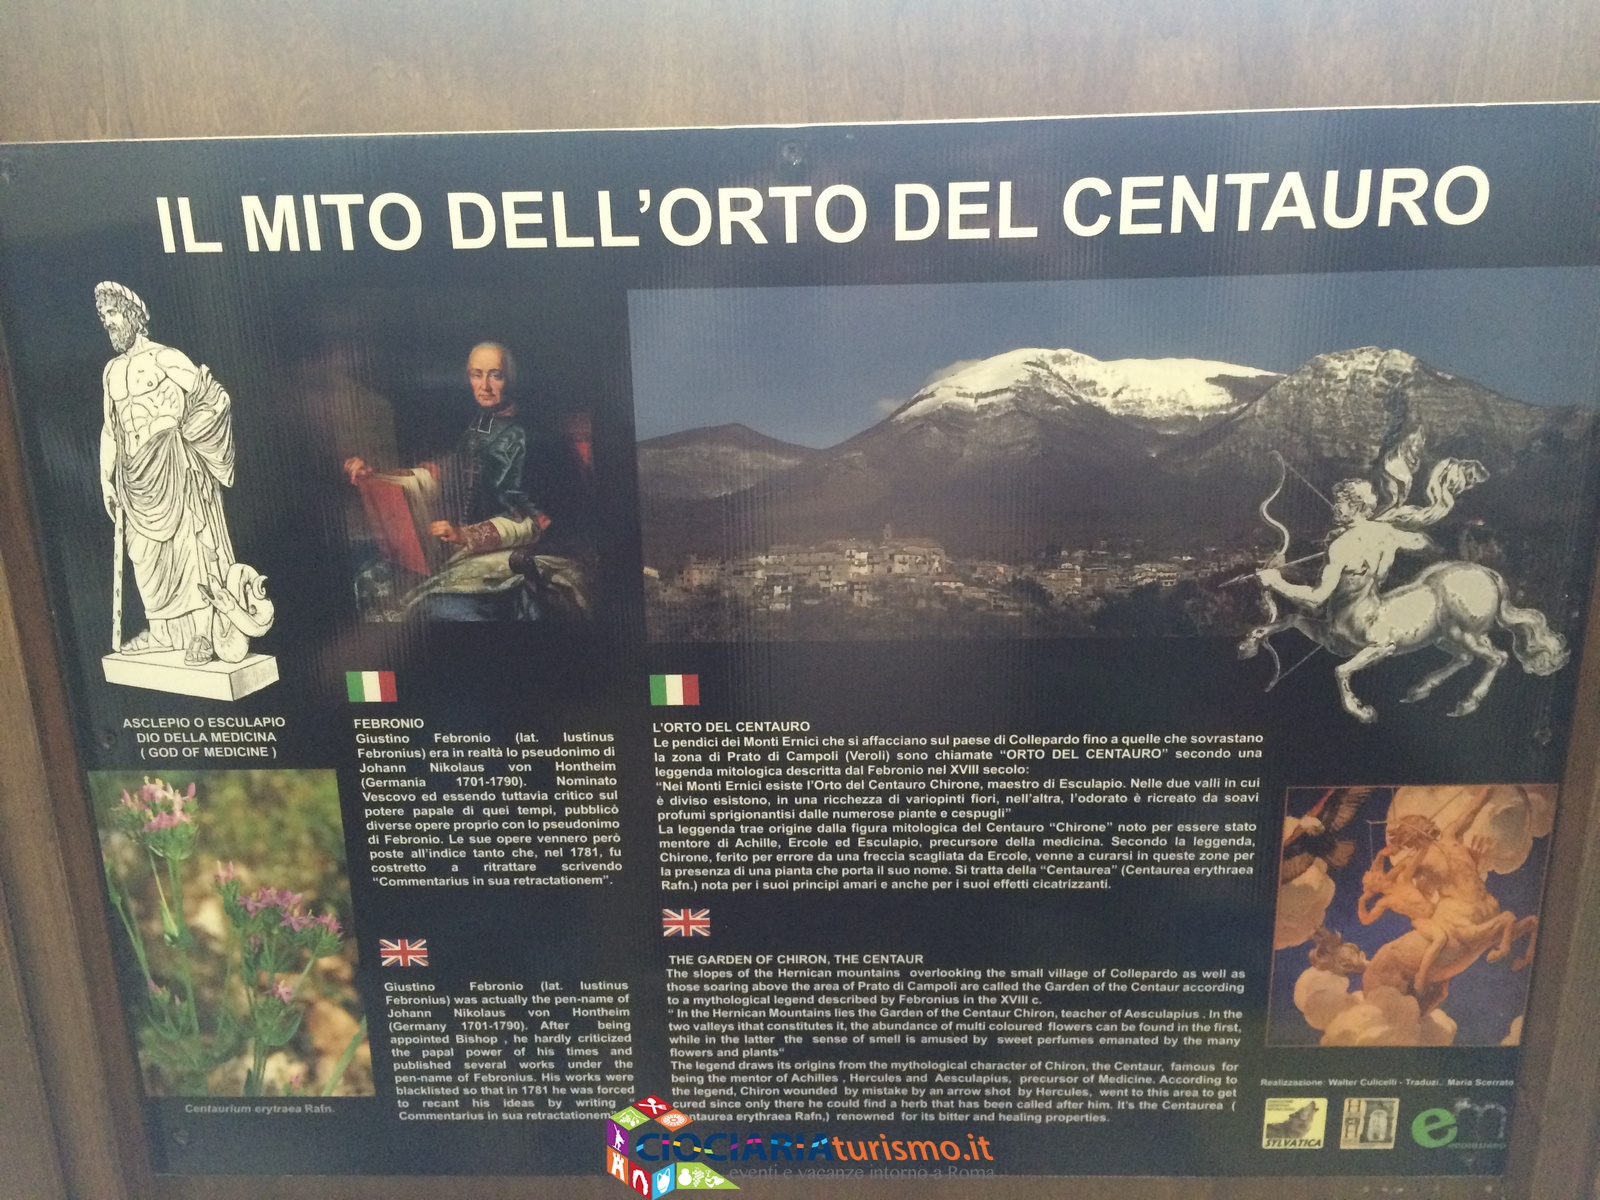 IL MITO DELL'ORTO DEL CENTAURO
ASCLEPIO O ESCULAPIO
DIO DELLA MEDICINA
( GOD OF MEDICINE )
Centaurium erytraea Rafn.
FEBRONIO
Giustino Febronio (lat. Iustinus
Febronius) era in realtà lo pseudonimo di
Johann Nikolaus von Hontheim
(Germania 1701-1790). Nominato
Vescovo ed essendo tuttavia critico sul
potere papale di quei tempi, pubblicò
diverse opere proprio con lo pseudonimo
di Febronio. Le sue opere vennero però
poste all'indice tanto che, nel 1781, fu
costretto a ritrattare scrivendo
"Commentarius in sua retractationem".
Giustino Febronio (lat. Iustinus
Febronius) was actually the pen-name of
Johann Nikolaus von Hontheim
(Germany 1701-1790). After being
appointed Bishop , he hardly criticized
the papal power of his times and
published several works under the
pen-name of Febronius. His works were
blacklisted so that in 1781 he was forced
to recant his ideas by writing "
Commentarius in sua retractationem
L'ORTO DEL CENTAURO
Le pendici dei Monti Ernici che si affacciano sul paese di Collepardo fino a quelle che sovrastano
la zona di Prato di Campoli (Veroli) sono chiamate "ORTO DEL CENTAURO" secondo una
leggenda mitologica descritta dal Febronio nel XVIII secolo:
"Nei Monti Ernici esiste l'Orto del Centauro Chirone, maestro di Esculapio. Nelle due valli in cui
è diviso esistono, in una ricchezza di variopinti fiori, nell'altra, l'odorato è ricreato da soavi
profumi sprigionantisi dalle numerose piante e cespugli"
La leggenda trae origine dalla figura mitologica del Centauro "Chirone" noto per essere stato
mentore di Achille, Ercole ed Esculapio, precursore della medicina. Secondo la leggenda,
Chirone, ferito per errore da una freccia scagliata da Ercole, venne a curarsi in queste zone per
la presenza di una pianta che porta il suo nome. Si tratta della "Centaurea" (Centaurea erythraea
Rafn.) nota per i suoi principi amari e anche per i suoi effetti cicatrizzanti.
THE GARDEN OF CHIRON, THE CENTAUR
The slopes of the Hernican mountains overlooking the small village of Collepardo as well as
those soaring above the area of Prato di Campoli are called the Garden of the Centaur according
to a mythological legend described by Febronius in the XVIII c.
" In the Hernican Mountains lies the Garden of the Centaur Chiron, teacher of Aesculapius . In the
two valleys that constitutes it, the abundance of multi coloured flowers can be found in the first,
while in the latter the sense of smell is amused by sweet perfumes emanated by the many
flowers and plants"
The legend draws its origins from the mythological character of Chiron, the Centaur, famous for
being the mentor of Achilles , Hercules and Aesculapius, precursor of Medicine. According to
the legend, Chiron wounded by mistake by an arrow shot by Hercules, went to this area to get
cured since only there he could find a herb that has been called after him. It's the Centaurea (
entaurea erythraea Rafn,) renowned for its bitter and healing properties.
Realizzazione: Walter Culicelli - Traduzi.. Maria Scerrato
SYLVATICA
em
CIOCIARIAturismo.it
eventi e vacanze intorno a Roma